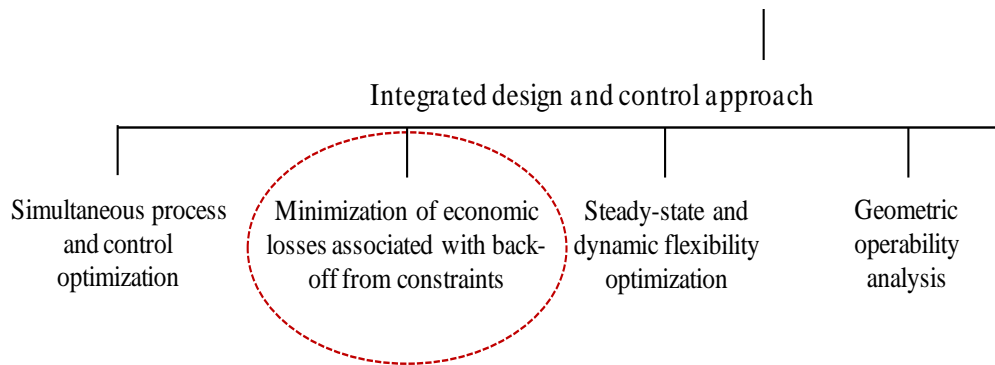 Integrated design and control approach
Simultaneous process
and control
optimization
Minimization of economic
losses associated with back-
off from constraints
Steady-state and
dynamic flexibility
optimization
Geometric
operability
analysis